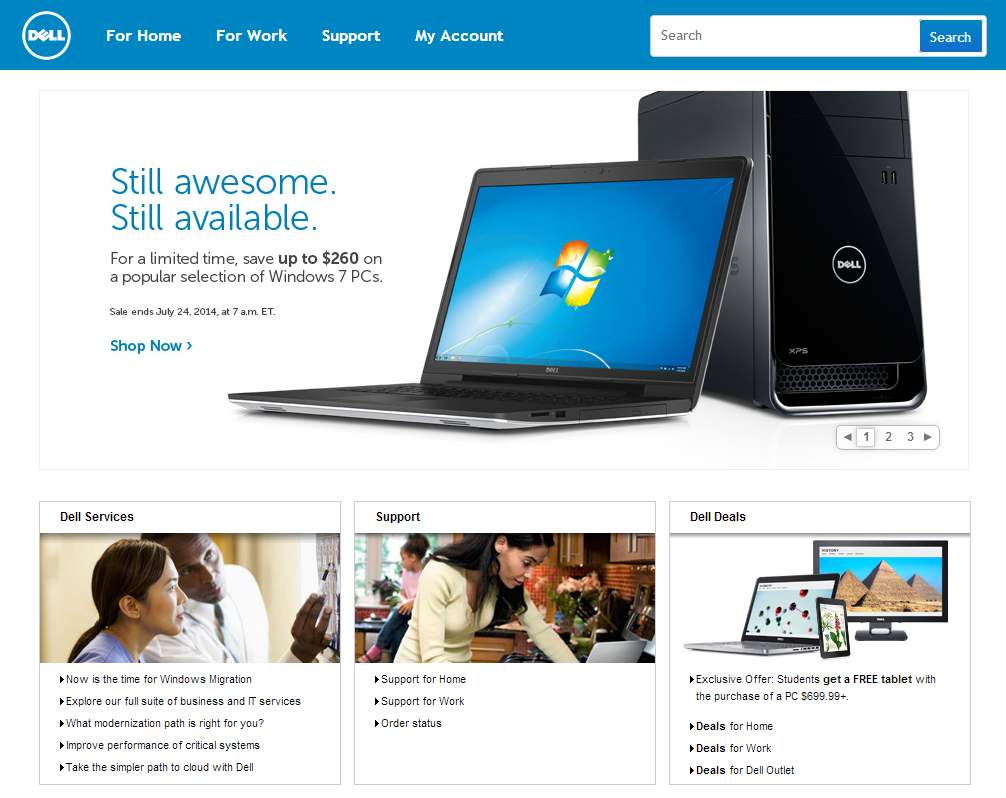 DELL
For Home
For Work
Support
My Account
Search
Search
Still awesome.
Still available.
For a limited time, save up to $260 on
a popular selection of Windows 7 PCs.
Sale ends July 24, 2014, at 7 a.m. ET.
Shop Now ›
DELL
DELL
XPS
1 2 3
Dell Services
Now is the time for Windows Migration
Explore our full suite of business and IT services
What modernization path is right for you?
Improve performance of critical systems
Take the simpler path to cloud with Dell
Support
Support for Home
Support for Work
Order status
Dell Deals
HISTORY
Exclusive Offer: Students get a FREE tablet with
the purchase of a PC $699.99+.
Deals for Home
Deals for Work
Deals for Dell Outlet